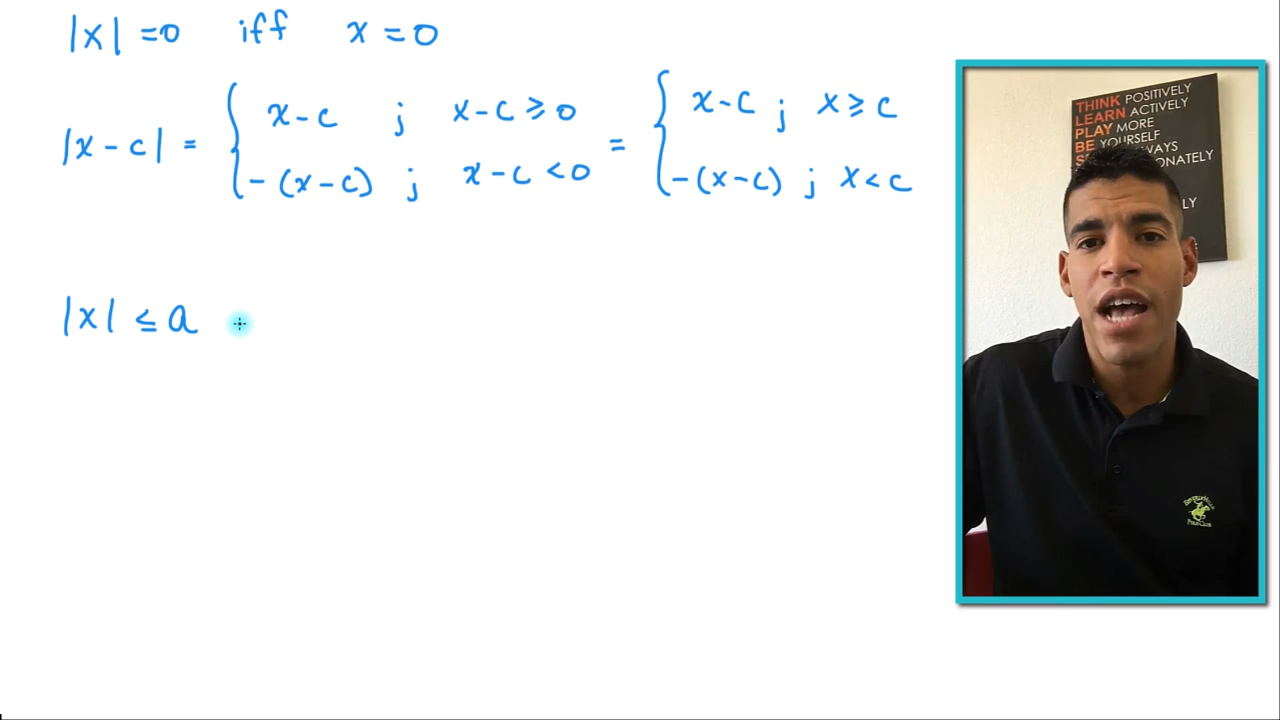 |x| = 0 iff x = 0
|x - c| = { x - c ; x - c ≥ 0 = { x - c ; x ≥ c
-(x - c) ; x - c < 0 -(x - c) ; x < c
|x| ≤ a
THINK POSITIVELY
LEARN ACTIVELY
PLAY MORE
BE YOURSELF